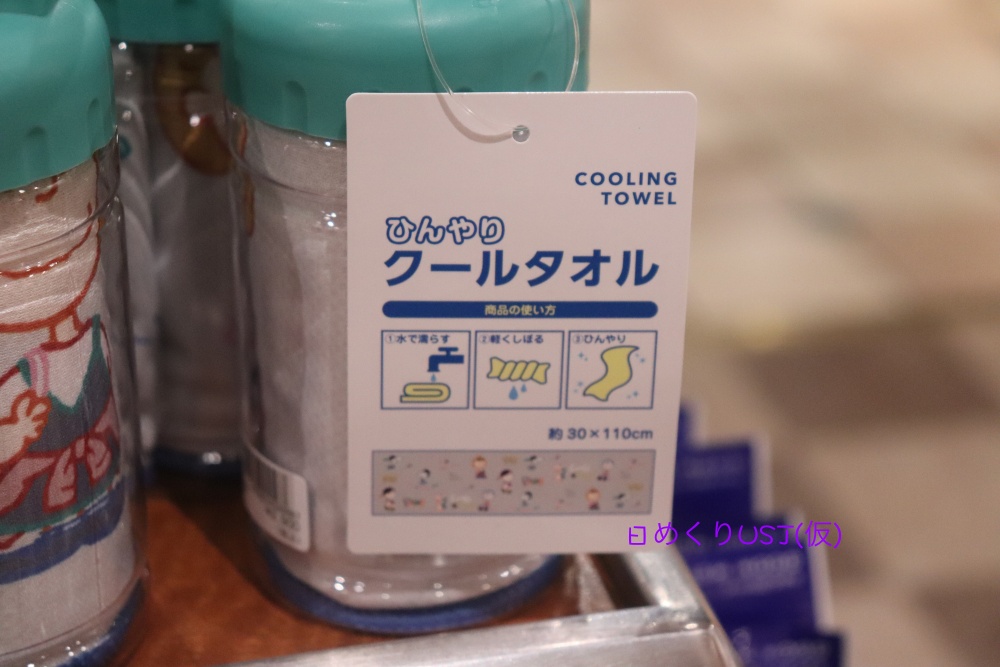 COOLING
TOWEL
ひんやり
クールタオル
商品の使い方
①水で濡らす
②軽くしぼる
③ひんやり
約30×110cm
日めくりUSJ(仮)